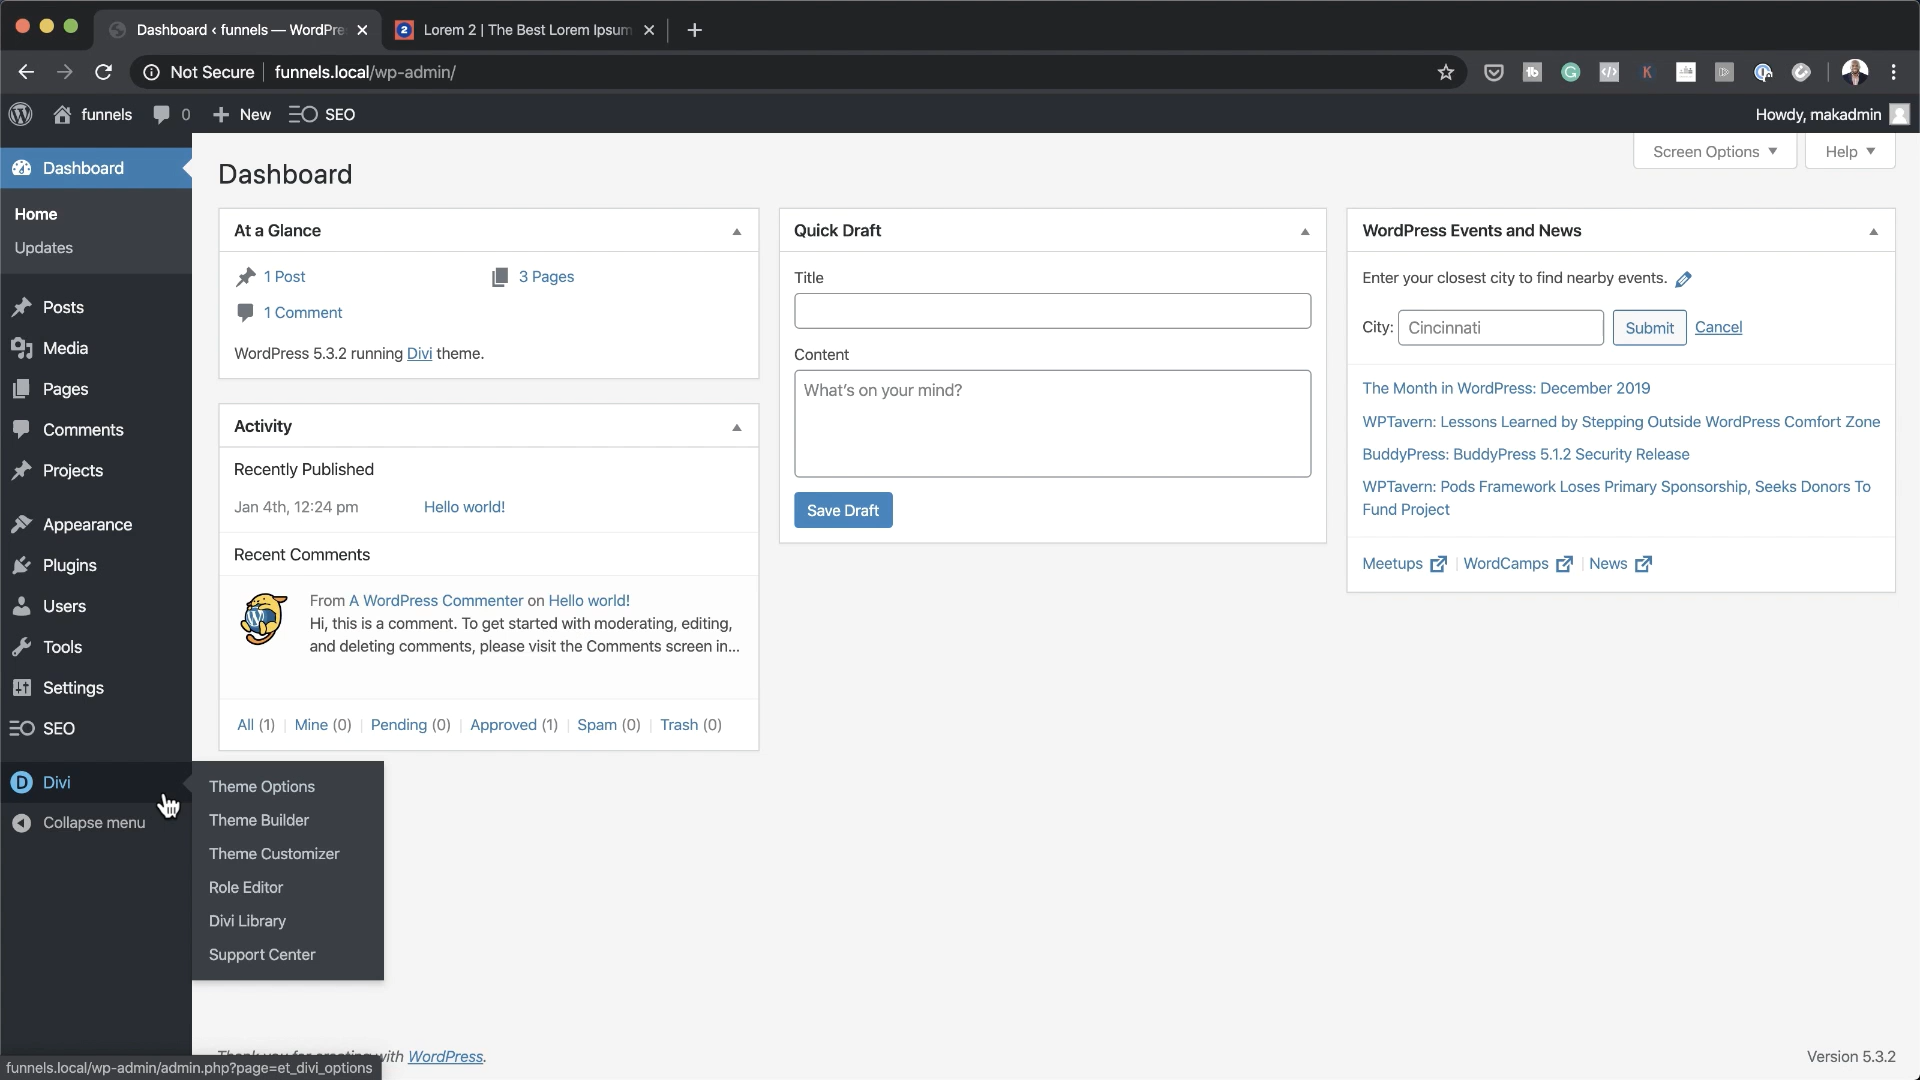 Dashboard ‹ funnels — WordPre
Lorem 2 | The Best Lorem Ipsum
Not Secure
funnels.local/wp-admin/
funnels
0
New
SEO
Howdy, makadmin
Dashboard
Home
Updates
Posts
Media
Pages
Comments
Projects
Appearance
Plugins
Users
Tools
Settings
SEO
Divi
Collapse menu
Theme Options
Theme Builder
Theme Customizer
Role Editor
Divi Library
Support Center
Dashboard
Screen Options
Help
At a Glance
1 Post
3 Pages
1 Comment
WordPress 5.3.2 running Divi theme.
Activity
Recently Published
Jan 4th, 12:24 pm
Hello world!
Recent Comments
From A WordPress Commenter on Hello world!
Hi, this is a comment. To get started with moderating, editing,
and deleting comments, please visit the Comments screen in…
All (1) | Mine (0) | Pending (0) | Approved (1) | Spam (0) | Trash (0)
Quick Draft
Title
Content
What's on your mind?
Save Draft
WordPress Events and News
Enter your closest city to find nearby events.
City:
Cincinnati
Submit
Cancel
The Month in WordPress: December 2019
WPTavern: Lessons Learned by Stepping Outside WordPress Comfort Zone
BuddyPress: BuddyPress 5.1.2 Security Release
WPTavern: Pods Framework Loses Primary Sponsorship, Seeks Donors To
Fund Project
Meetups | WordCamps | News
Thank you for creating with WordPress.
Version 5.3.2
funnels.local/wp-admin/admin.php?page=et_divi_options